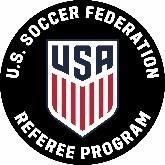 U.S. SOCCER FEDERATION
USA
REFEREE PROGRAM